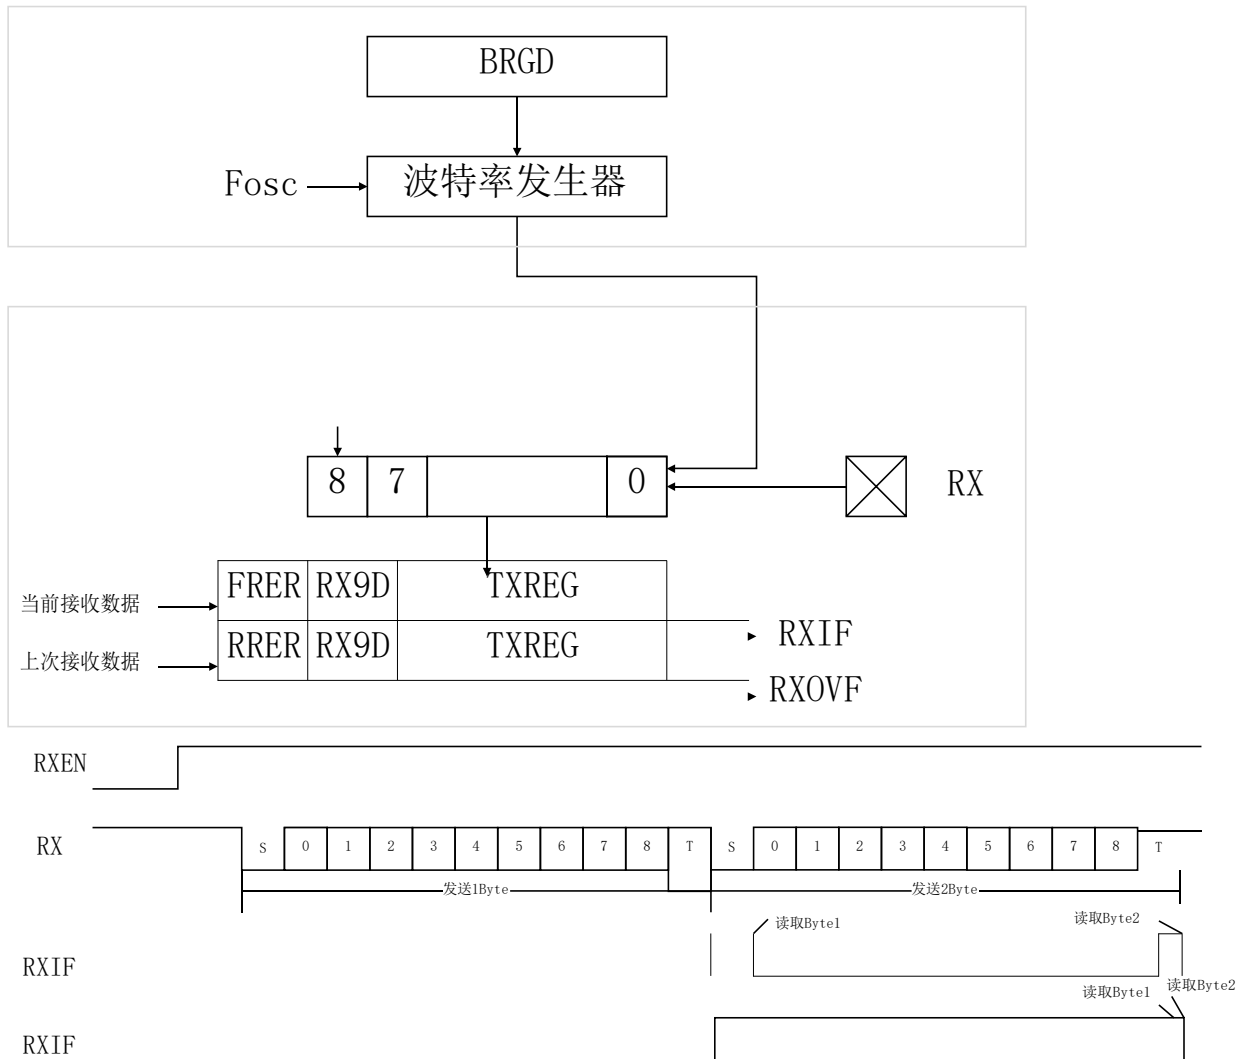 BRGD
Fosc 波特率发生器
8 7 0 RX
FRER RX9D TXREG
当前接收数据
RXIF
RRER RX9D TXREG
上次接收数据
RXOVF
RXEN
RX S 0 1 2 3 4 5 6 7 8 T S 0 1 2 3 4 5 6 7 8 T
发送1Byte 发送2Byte
读取Byte1 读取Byte2
RXIF
读取Byte1 读取Byte2
RXIF